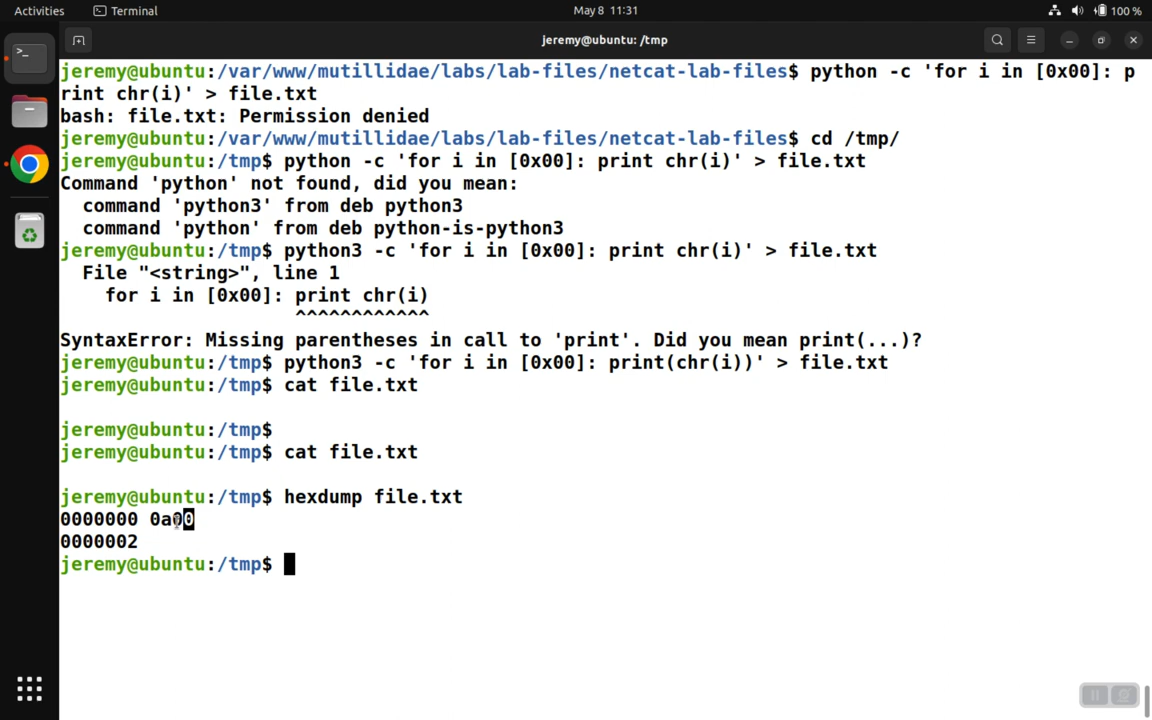 Activities
Terminal
May 8 11:31
100 %
jeremy@ubuntu: /tmp
jeremy@ubuntu:/var/www/mutillidae/labs/lab-files/netcat-lab-files$ python -c 'for i in [0x00]: p
rint chr(i)' > file.txt
bash: file.txt: Permission denied
jeremy@ubuntu:/var/www/mutillidae/labs/lab-files/netcat-lab-files$ cd /tmp/
jeremy@ubuntu:/tmp$ python -c 'for i in [0x00]: print chr(i)' > file.txt
Command 'python' not found, did you mean:
  command 'python3' from deb python3
  command 'python' from deb python-is-python3
jeremy@ubuntu:/tmp$ python3 -c 'for i in [0x00]: print chr(i)' > file.txt
  File "<string>", line 1
    for i in [0x00]: print chr(i)
                     ^^^^^^^^^^^^
SyntaxError: Missing parentheses in call to 'print'. Did you mean print(...)?
jeremy@ubuntu:/tmp$ python3 -c 'for i in [0x00]: print(chr(i))' > file.txt
jeremy@ubuntu:/tmp$ cat file.txt
jeremy@ubuntu:/tmp$
jeremy@ubuntu:/tmp$ cat file.txt
jeremy@ubuntu:/tmp$ hexdump file.txt
0000000 0a00
0000002
jeremy@ubuntu:/tmp$